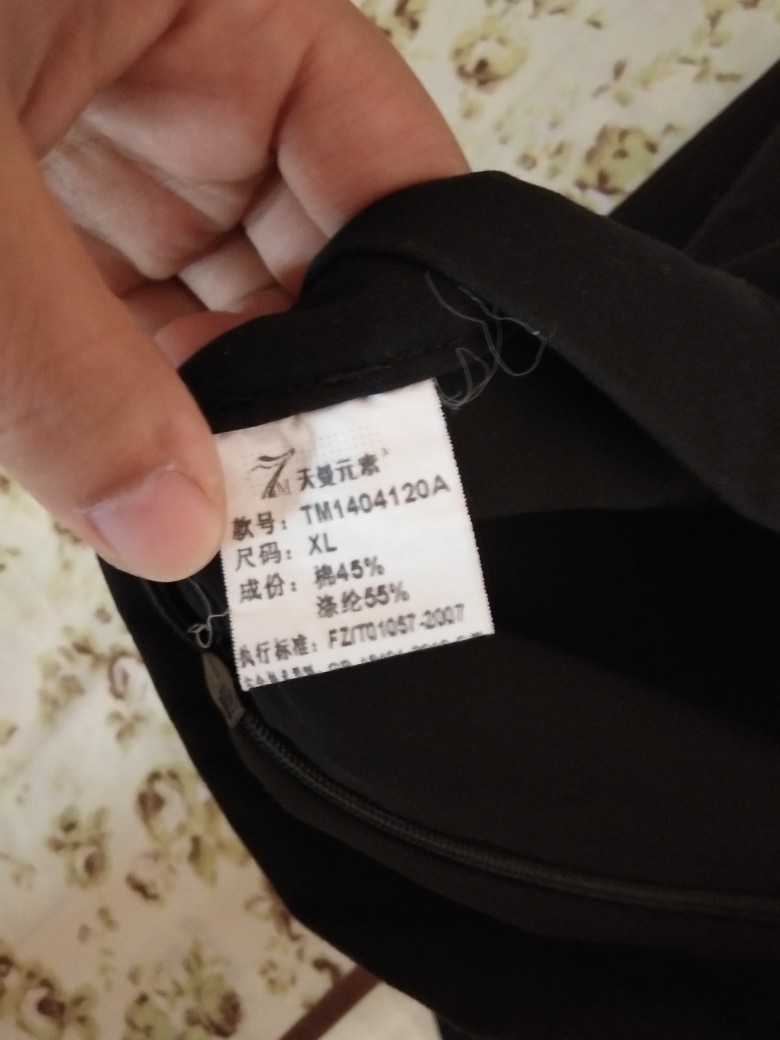 天曼元素
款号：TM1404120A
尺码：XL
成份：棉45%
涤纶55%
执行标准：FZ/T01057-2007